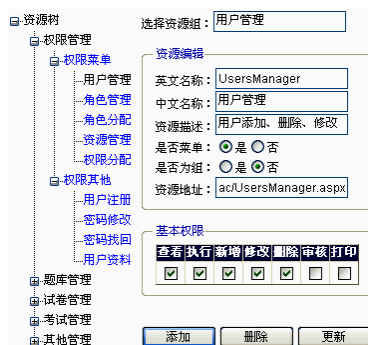 资源树
权限管理
权限菜单
用户管理
角色管理
角色分配
资源管理
权限分配
权限其他
用户注册
密码修改
密码找回
用户资料
题库管理
试卷管理
考试管理
其他管理
选择资源组：用户管理
资源编辑
英文名称：UsersManager
中文名称：用户管理
资源描述：用户添加、删除、修改
是否菜单：是 否
是否为组：是 否
资源地址：ac/UsersManager.aspx
基本权限
查看 执行 新增 修改 删除 审核 打印
添加 删除 更新